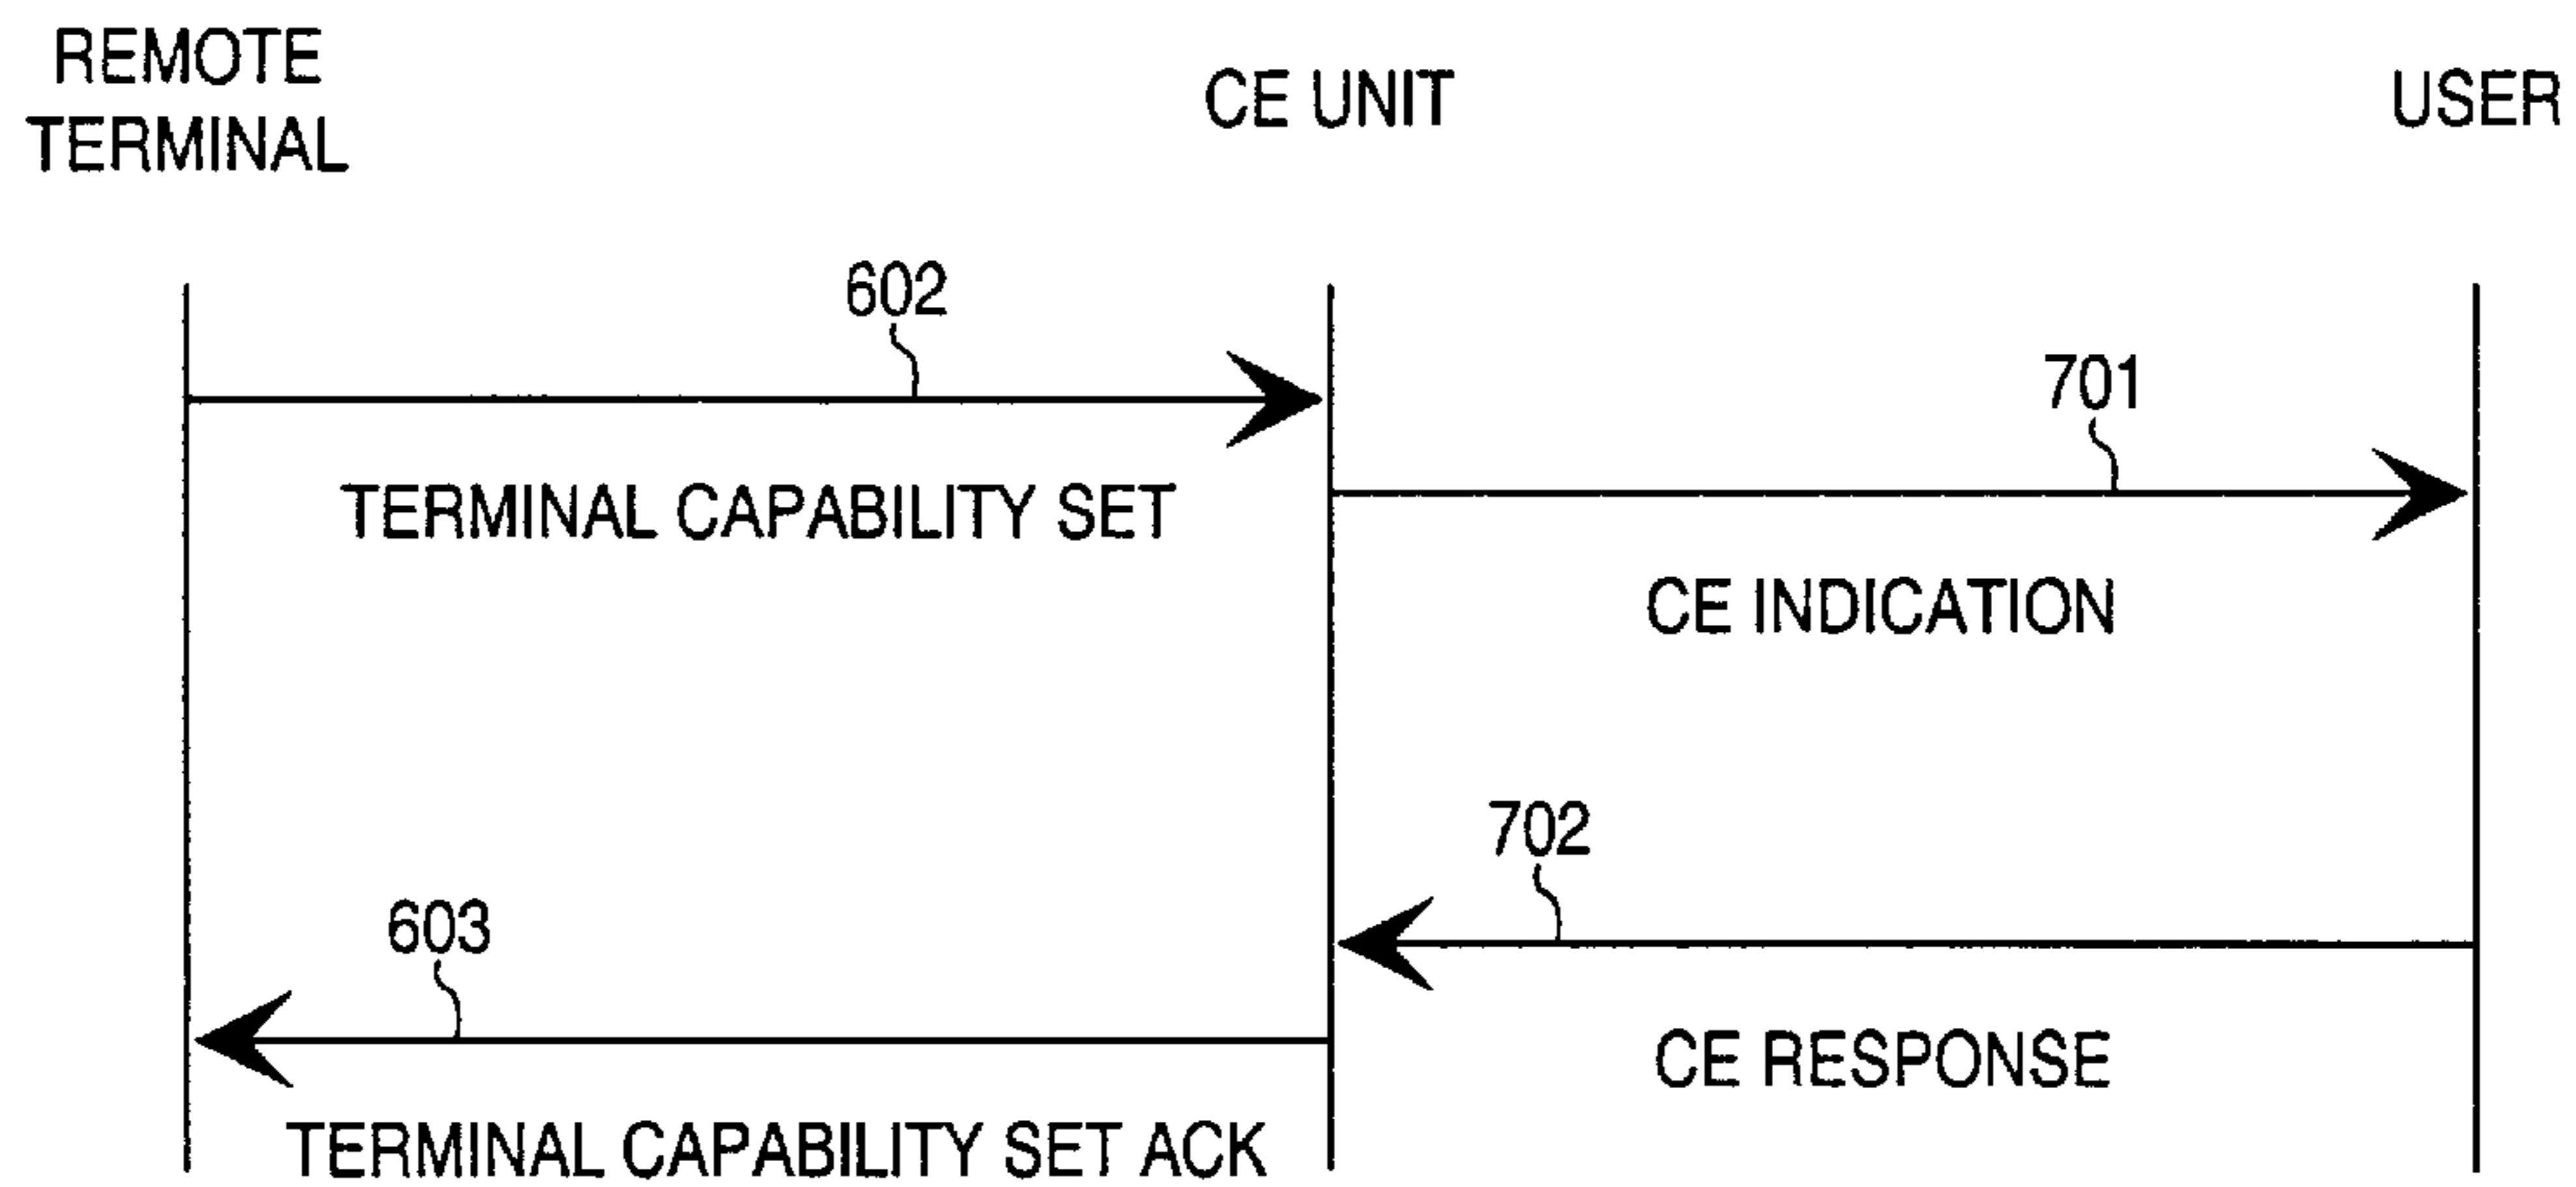 REMOTE
TERMINAL
CE UNIT
USER
602
701
TERMINAL CAPABILITY SET
CE INDICATION
702
603
CE RESPONSE
TERMINAL CAPABILITY SET ACK